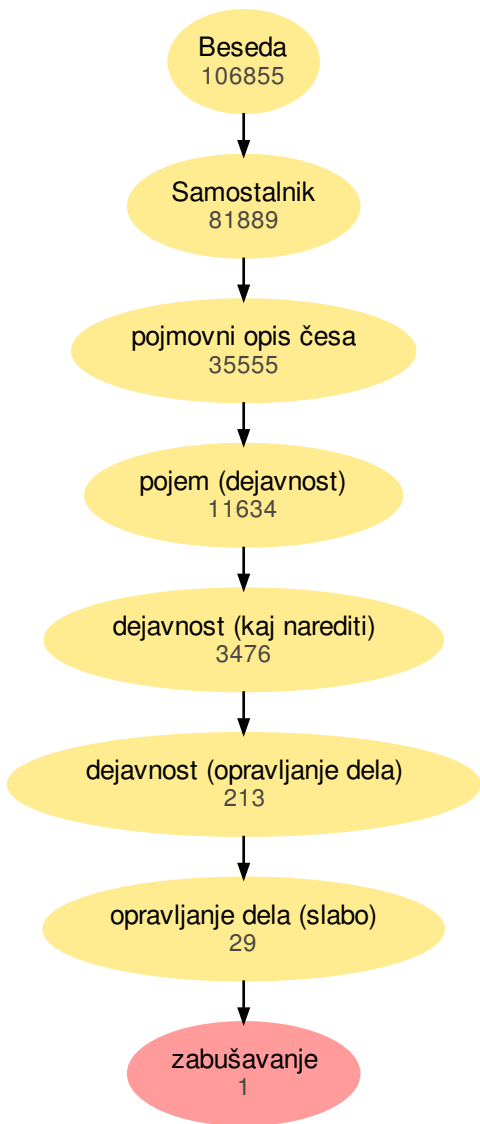 Beseda
106855
Samostalnik
81889
pojmovni opis česa
35555
pojem (dejavnost)
11634
dejavnost (kaj narediti)
3476
dejavnost (opravljanje dela)
213
opravljanje dela (slabo)
29
zabušavanje
1